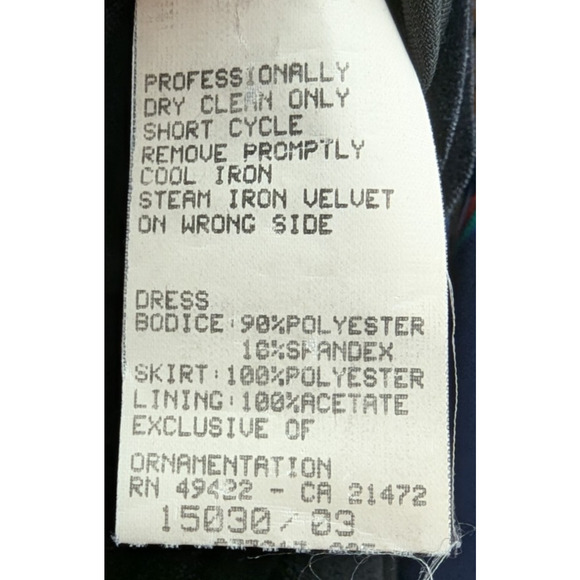 PROFESSIONALLY
DRY CLEAN ONLY
SHORT CYCLE
REMOVE PROMPTLY
COOL IRON
STEAM IRON VELVET
ON WRONG SIDE
DRESS
BODICE:90%POLYESTER
10%SPANDEX
SKIRT:100%POLYESTER
LINING:100%ACETATE
EXCLUSIVE OF
ORNAMENTATION
RN 49422 - CA 21472
15030/03